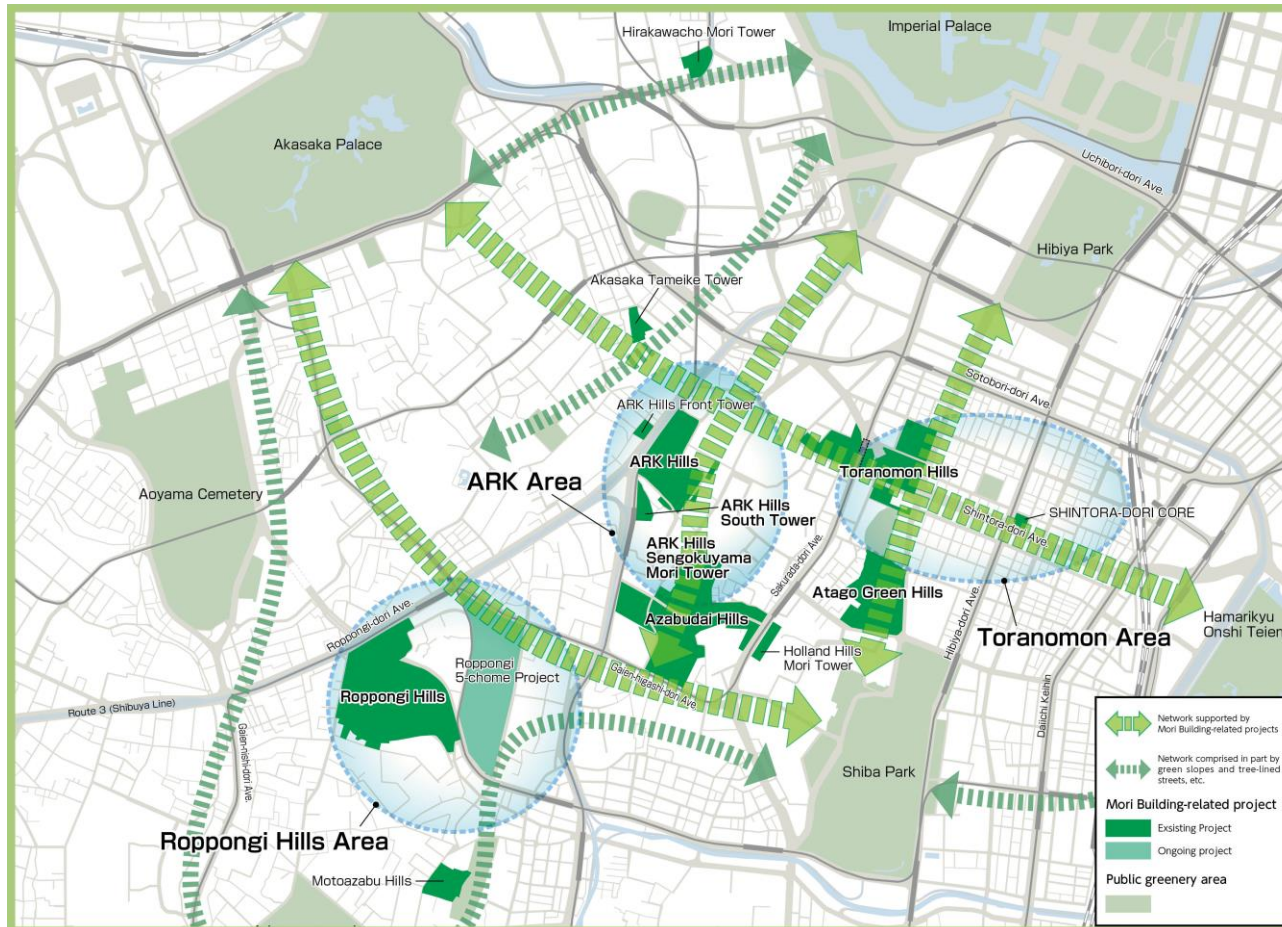 Hirakawacho Mori Tower
Imperial Palace
Akasaka Palace
Uchibori-dori Ave.
Hibiya Park
Akasaka Tameike Tower
Sotobori-dori Ave.
ARK Hills Front Tower
ARK Hills
ARK Area
Toranomon Hills
Aoyama Cemetery
ARK Hills
South Tower
SHINTORA-DORI CORE
Shintora-dori Ave.
ARK Hills
Sengokuyama
Mori Tower
Sakurada-dori Ave.
Atago Green Hills
Hibiya-dori Ave.
Hamarikyu
Onshi Teien
Azabudai Hills
Toranomon Area
Roppongi-dori Ave.
Holland Hills
Mori Tower
Roppongi
5-chome Project
Gaien-higashi-dori Ave.
Roppongi Hills
Route 3 (Shibuya Line)
Gaien-nishi-dori Ave.
Daiichi Keihin
Shiba Park
Roppongi Hills Area
Motoazabu Hills
Network supported by
Mori Building-related projects
Network comprised in part by
green slopes and tree-lined
streets, etc.
Mori Building-related project
Exsisting Project
Ongoing project
Public greenery area